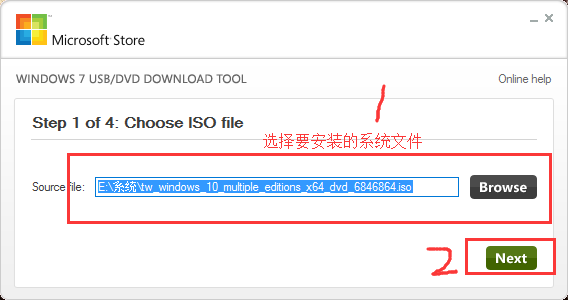 Microsoft Store
WINDOWS 7 USB/DVD DOWNLOAD TOOL
Online help
1
Step 1 of 4: Choose ISO file
选择要安装的系统文件
Source file:
E:\系统\tw_windows_10_multiple_editions_x64_dvd_6846864.iso
Browse
2
Next